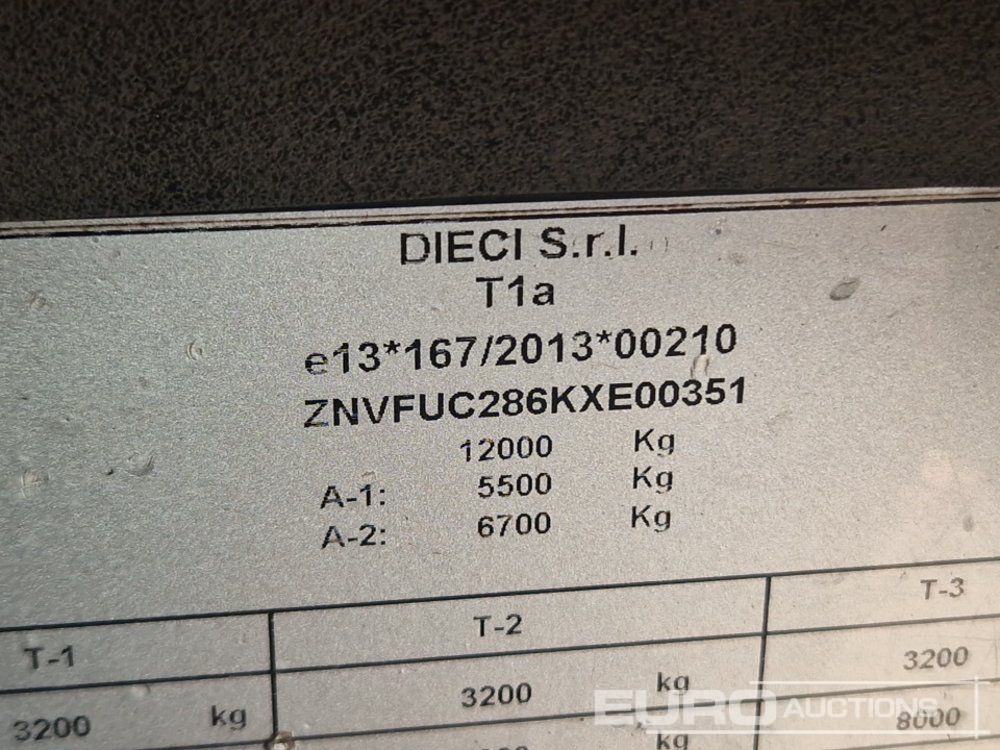 DIECI S.r.l.
T1a
e13*167/2013*00210
ZNVFUC286KXE00351
12000 Kg
A-1: 5500 Kg
A-2: 6700 Kg
T-1 T-2 T-3
3200 kg 3200 kg 3200
kg 8000
EURO AUCTIONS